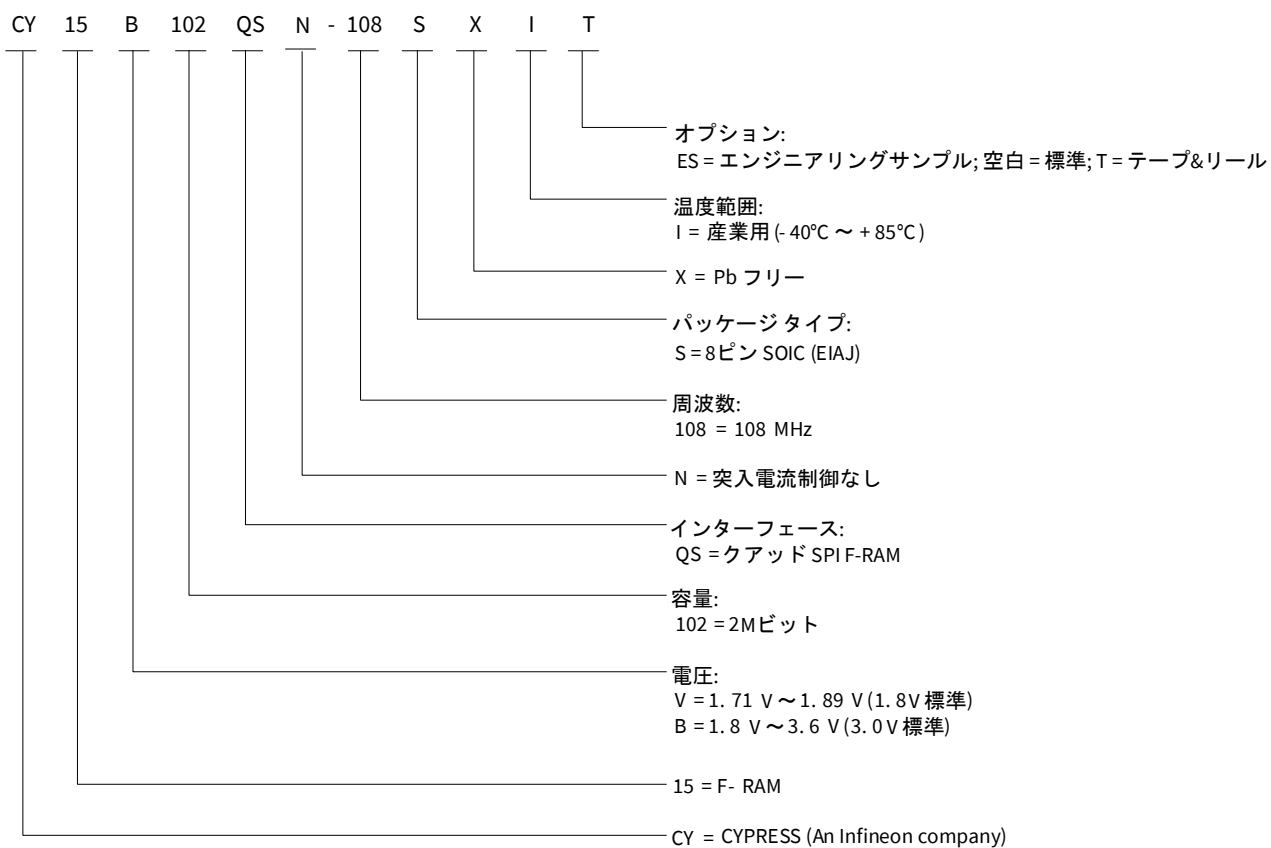 CY 15 B 102 QS N - 108 S X I T
オプション:
ES = エンジニアリングサンプル; 空白 = 標準; T = テープ&リール
温度範囲:
I = 産業用 (- 40°C ～ + 85°C )
X = Pb フリー
パッケージ タイプ:
S = 8ピン SOIC (EIAJ)
周波数:
108 = 108 MHz
N = 突入電流制御なし
インターフェース:
QS = クアッド SPI F-RAM
容量:
102 = 2Mビット
電圧:
V = 1. 71 V ～ 1. 89 V (1. 8V 標準)
B = 1. 8 V ～ 3. 6 V (3. 0V 標準)
15 = F- RAM
CY = CYPRESS (An Infineon company)